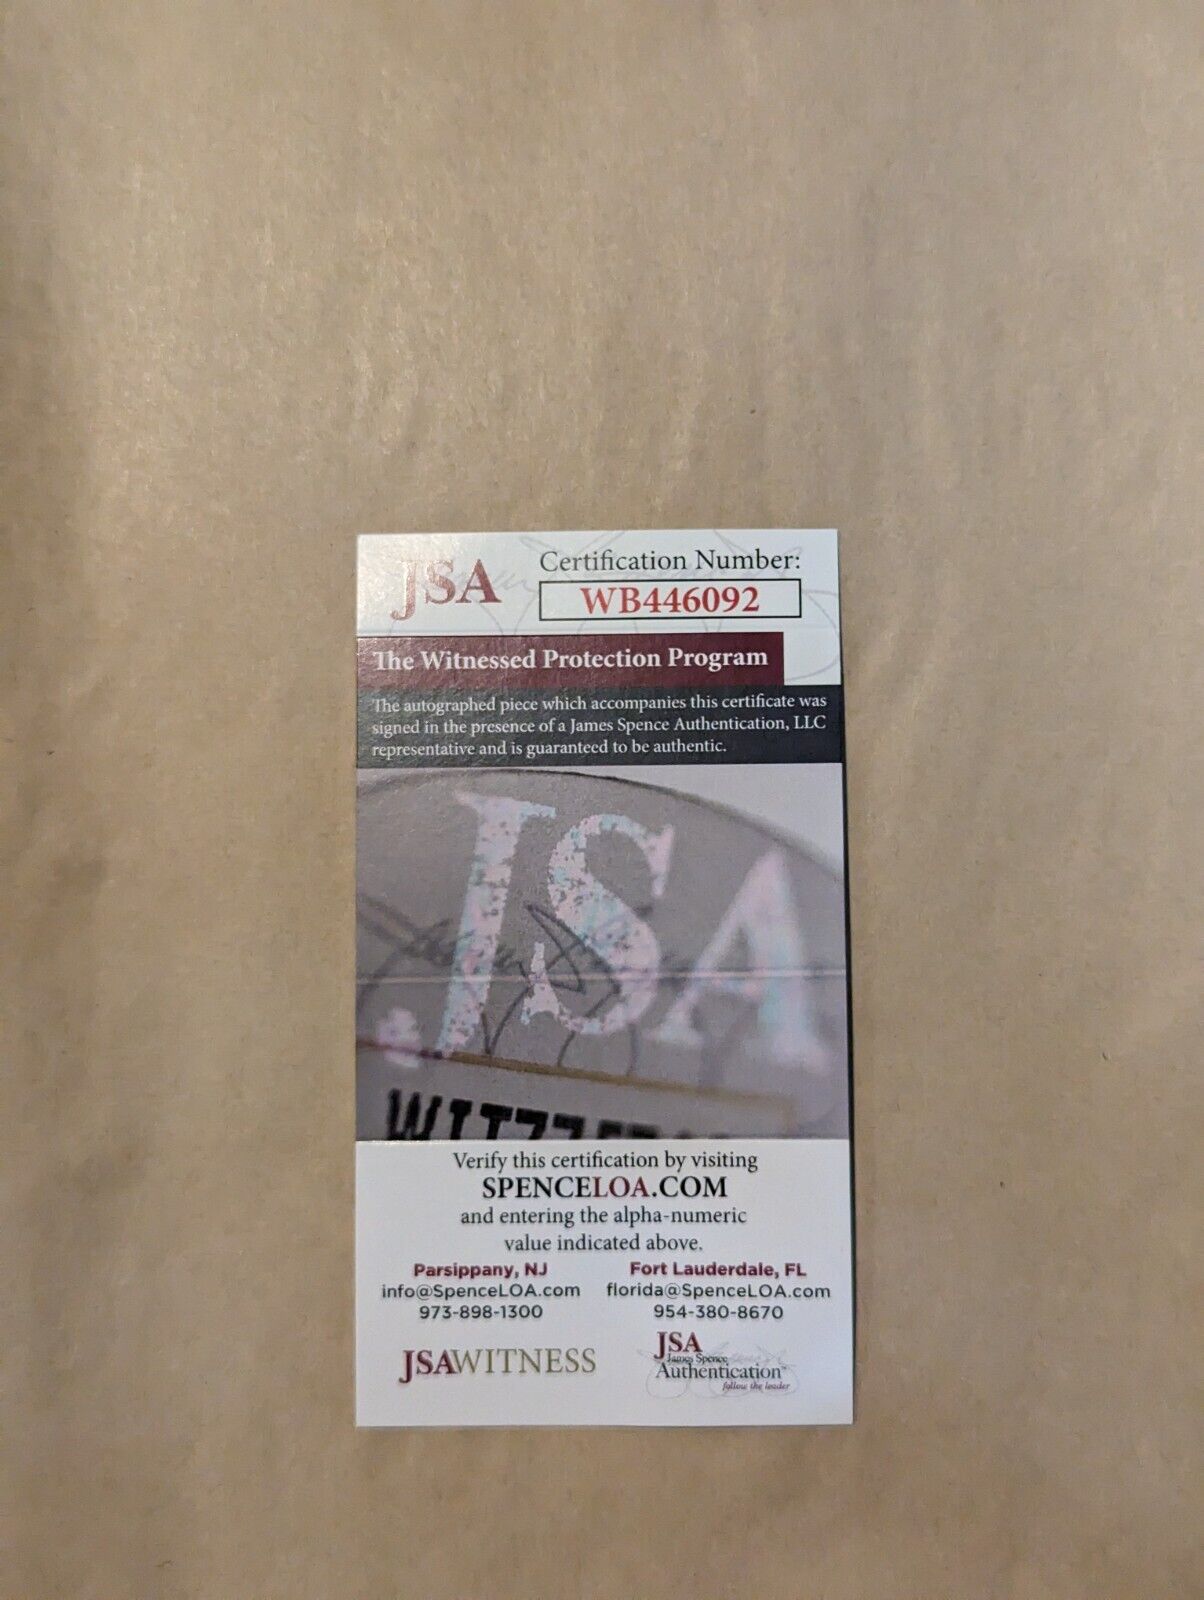 JSA
Certification Number:
WB446092
The Witnessed Protection Program
The autographed piece which accompanies this certificate was
signed in the presence of a James Spence Authentication, LLC
representative and is guaranteed to be authentic.
JSA
Verify this certification by visiting
SPENCELOA.COM
and entering the alpha-numeric
value indicated above.
Parsippany, NJ
info@SpenceLOA.com
973-898-1300
Fort Lauderdale, FL
florida@SpenceLOA.com
954-380-8670
JSAWITNESS
JSA
James Spence
Authentication™
follow the leader